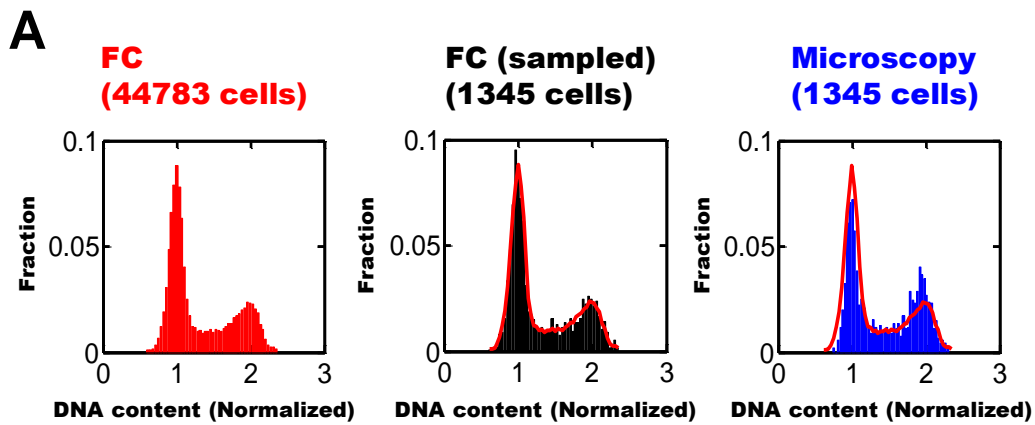 A
FC
(44783 cells)
FC (sampled)
(1345 cells)
Microscopy
(1345 cells)
Fraction
0.1
0.05
0
0
1
2
3
DNA content (Normalized)
Fraction
0.1
0.05
0
0
1
2
3
DNA content (Normalized)
Fraction
0.1
0.05
0
0
1
2
3
DNA content (Normalized)